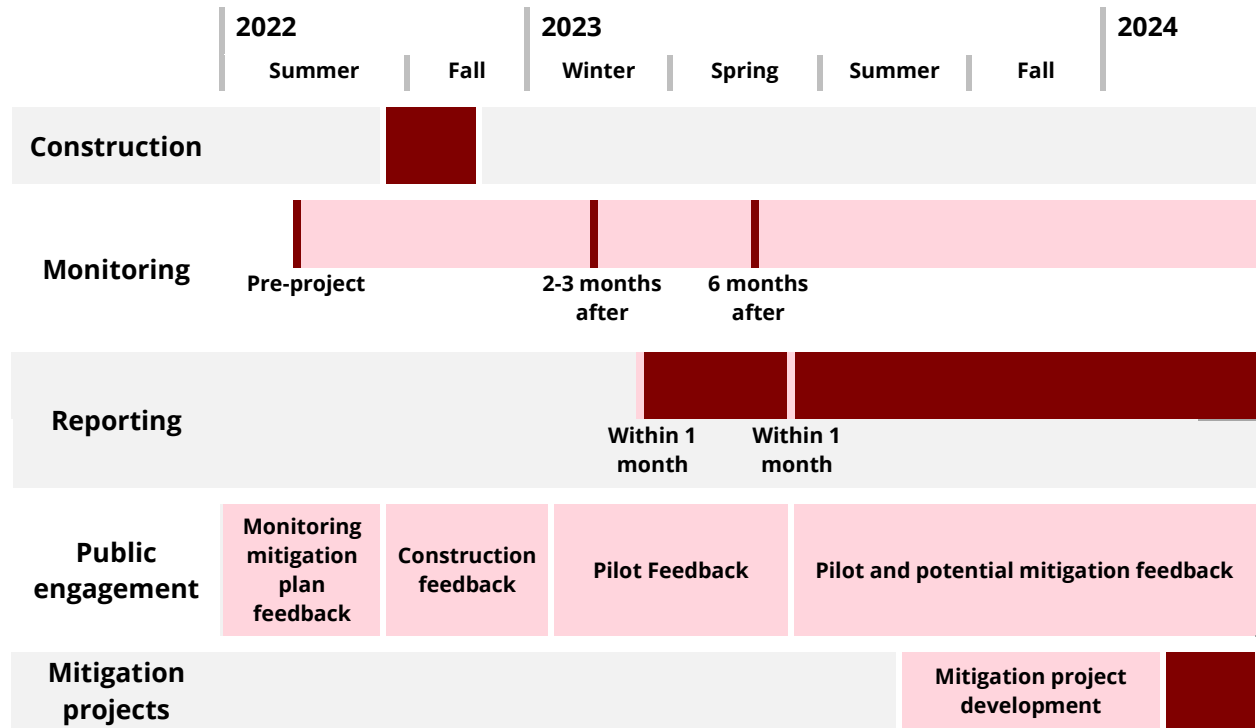 2022
2023
2024
Summer
Fall
Winter
Spring
Summer
Fall
Construction
Monitoring
Pre-project
2-3 months
after
6 months
after
Reporting
Within 1
month
Within 1
month
Public
engagement
Monitoring
mitigation
plan
feedback
Construction
feedback
Pilot Feedback
Pilot and potential mitigation feedback
Mitigation
projects
Mitigation project
development